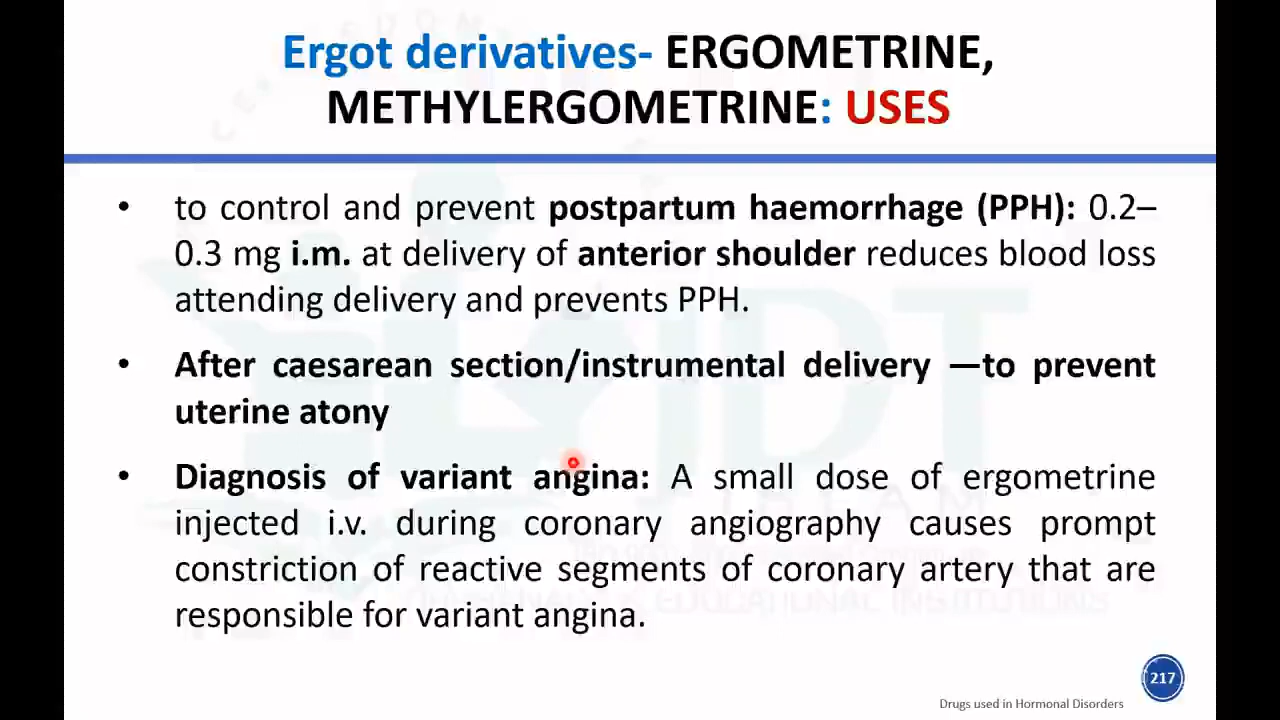 Ergot derivatives- ERGOMETRINE,
METHYLERGOMETRINE: USES
• to control and prevent postpartum haemorrhage (PPH): 0.2–
0.3 mg i.m. at delivery of anterior shoulder reduces blood loss
attending delivery and prevents PPH.
• After caesarean section/instrumental delivery —to prevent
uterine atony
• Diagnosis of variant angina: A small dose of ergometrine
injected i.v. during coronary angiography causes prompt
constriction of reactive segments of coronary artery that are
responsible for variant angina.
217
Drugs used in Hormonal Disorders
JDT
ISLAM